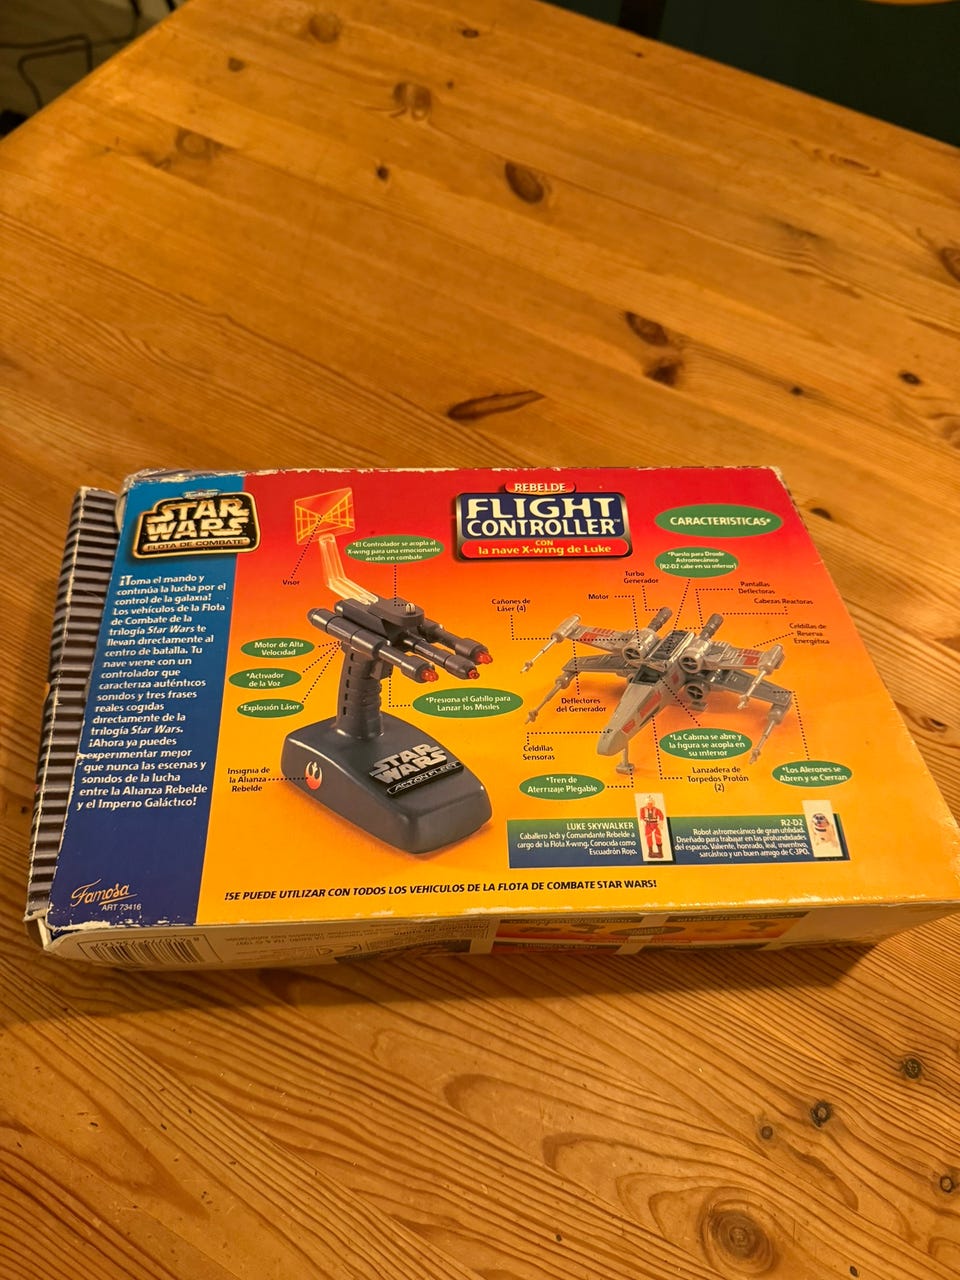 STAR
WARS
FLOTA DE COMBATE
¡Toma el mando y
continúa la lucha por el
control de la galaxia!
Los vehículos de la Flota
de Combate de la
trilogía Star Wars te
llevan directamente al
centro de batalla. Tu
nave viene con un
controlador que
caracteriza auténticos
sonidos y tres frases
reales cogidas
directamente de la
trilogía Star Wars.
¡Ahora ya puedes
experimentar mejor
que nunca las escenas y
sonidos de la lucha
entre la Alianza Rebelde
y el Imperio Galáctico!
Famosa
ART 73416
REBELDE
FLIGHT
CONTROLLER™
CON
la nave X-wing de Luke
CARACTERISTICAS*
Visor
*El Controlador se acopla al
X-wing para una emocionante
acción en combate
Motor de Alta
Velocidad
*Activador
de la Voz
*Explosión Láser
*Presiona el Gatillo para
Lanzar los Misiles
Insignia de
la Alianza
Rebelde
STAR
WARS
ACTION FLEET
Cañones de
Láser (4)
Motor
Turbo
Generador
*Puesto para Droide
Astromecánico
(R2-D2 cabe en su interior)
Pantallas
Deflectoras
Cabezas Reactoras
Celdillas de
Reserva
Energética
Deflectores
del Generador
Celdillas
Sensoras
*Tren de
Aterrizaje Plegable
*La Cabina se abre y
la figura se acopla en
su interior
Lanzadera de
Torpedos Protón
(2)
*Los Alerones se
Abren y se Cierran
LUKE SKYWALKER
Caballero Jedy y Comandante Rebelde a
cargo de la Flota X-wing, Conocida como
Escuadrón Rojo.
R2-D2
Robot astromecánico de gran utilidad.
Diseñado para trabajar en las profundidades
del espacio. Valiente, honrado, leal, inventivo,
sarcástico y un buen amigo de C-3PO.
!SE PUEDE UTILIZAR CON TODOS LOS VEHICULOS DE LA FLOTA DE COMBATE STAR WARS!